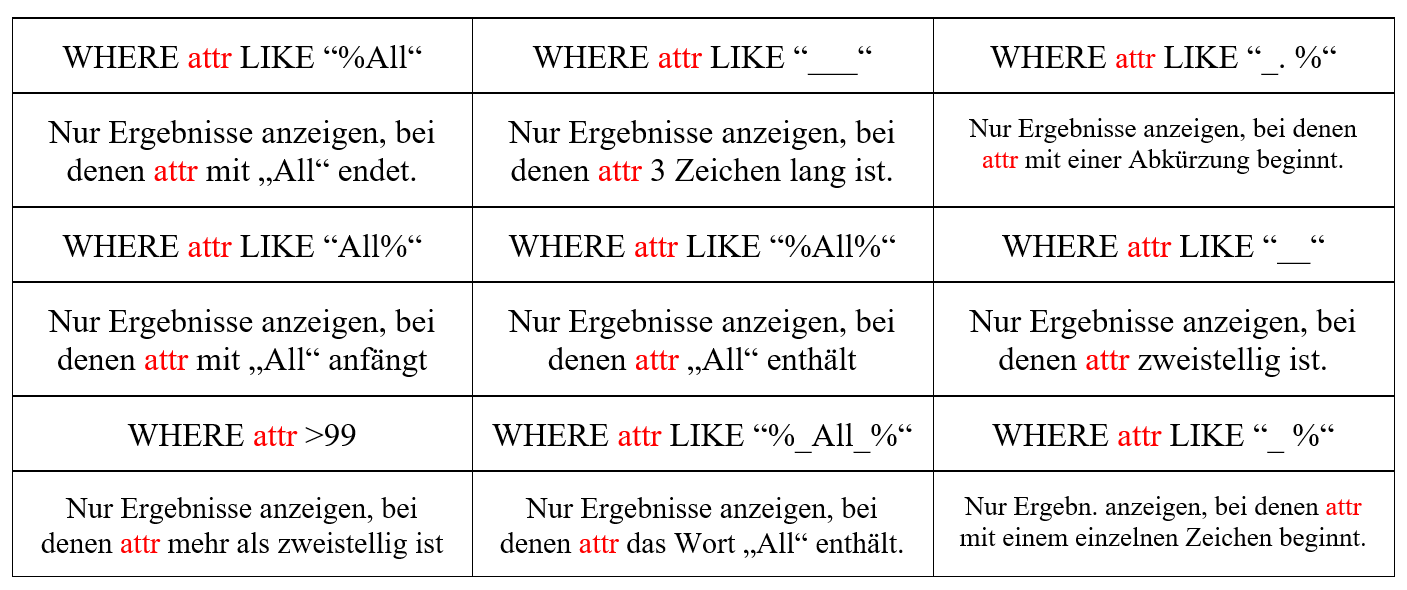 WHERE attr LIKE “%All“
WHERE attr LIKE “___“
WHERE attr LIKE “_. %“
Nur Ergebnisse anzeigen, bei
denen attr mit „All“ endet.
Nur Ergebnisse anzeigen, bei
denen attr 3 Zeichen lang ist.
Nur Ergebnisse anzeigen, bei denen
attr mit einer Abkürzung beginnt.
WHERE attr LIKE “All%“
WHERE attr LIKE “%All%“
WHERE attr LIKE “__“
Nur Ergebnisse anzeigen, bei
denen attr mit „All“ anfängt
Nur Ergebnisse anzeigen, bei
denen attr „All“ enthält
Nur Ergebnisse anzeigen, bei
denen attr zweistellig ist.
WHERE attr >99
WHERE attr LIKE “%_All_%“
WHERE attr LIKE “_ %“
Nur Ergebnisse anzeigen, bei
denen attr mehr als zweistellig ist
Nur Ergebnisse anzeigen, bei
denen attr das Wort „All“ enthält.
Nur Ergebn. anzeigen, bei denen attr
mit einem einzelnen Zeichen beginnt.